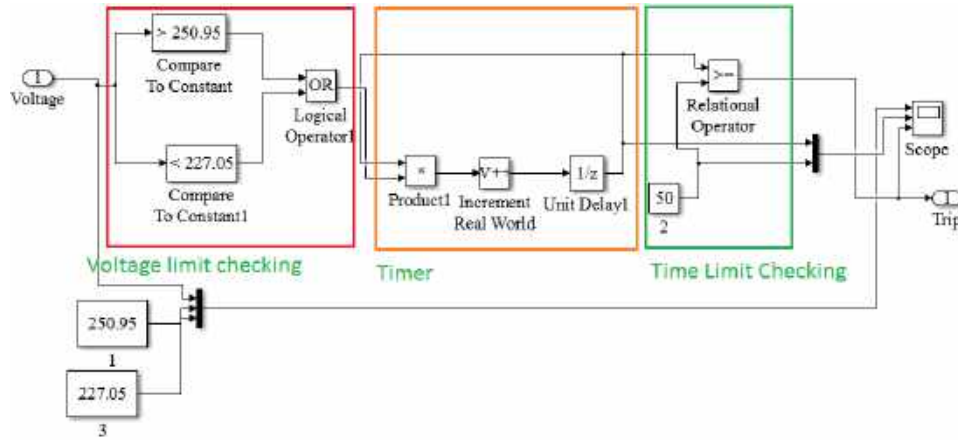 1
Voltage
> 250.95
Compare
To Constant
< 227.05
Compare
To Constant1
OR
Logical
Operator1
Voltage limit checking
×
Product1
V++
Increment
Real World
1/z
Unit Delay1
Timer
>=
Relational
Operator
50
2
Time Limit Checking
Scope
1
Trip
250.95
1
227.05
3